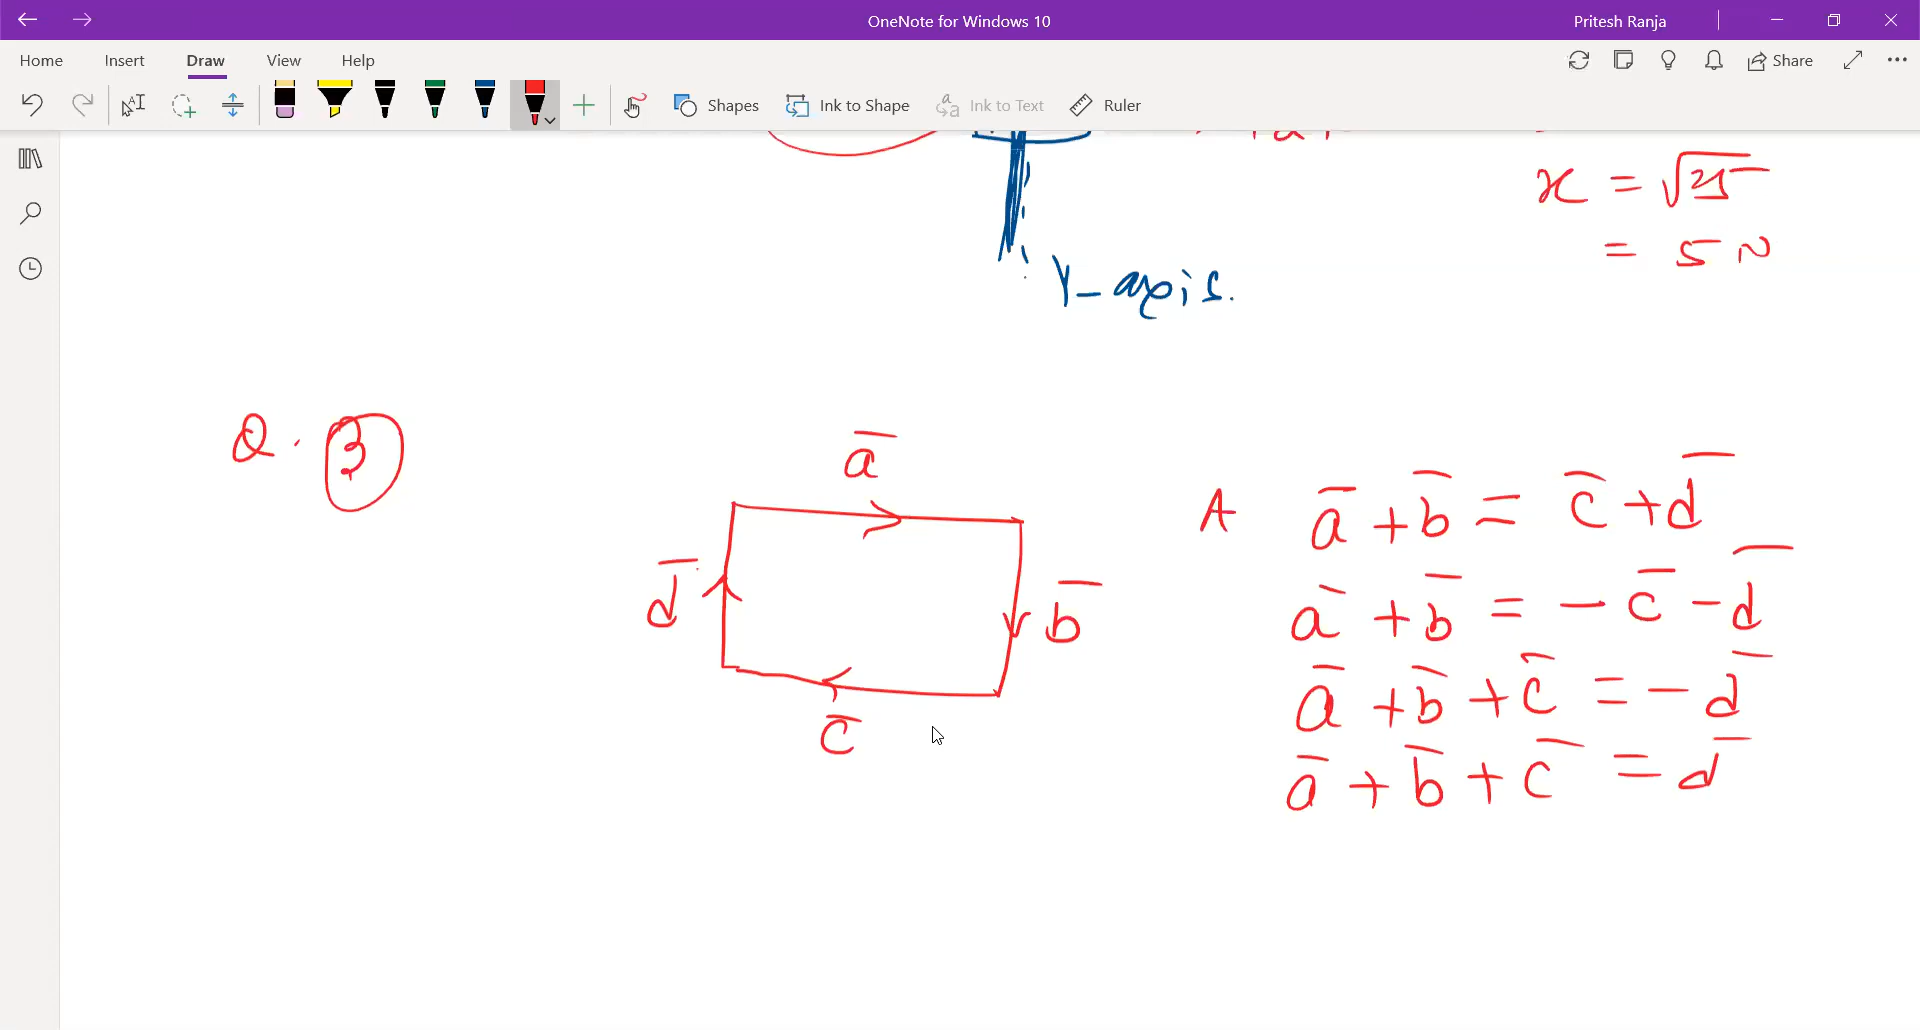 OneNote for Windows 10
Pritesh Ranja
Home Insert Draw View Help
Share
Shapes Ink to Shape Ink to Text Ruler
x = √25
= 5 N
Y-axis.
Q. 3
a̅
d̅
b̅
c̅
A a̅ + b̅ = c̅ + d̅
a̅ + b̅ = - c̅ - d̅
a̅ + b̅ + c̅ = - d̅
a̅ + b̅ + c̅ = d̅